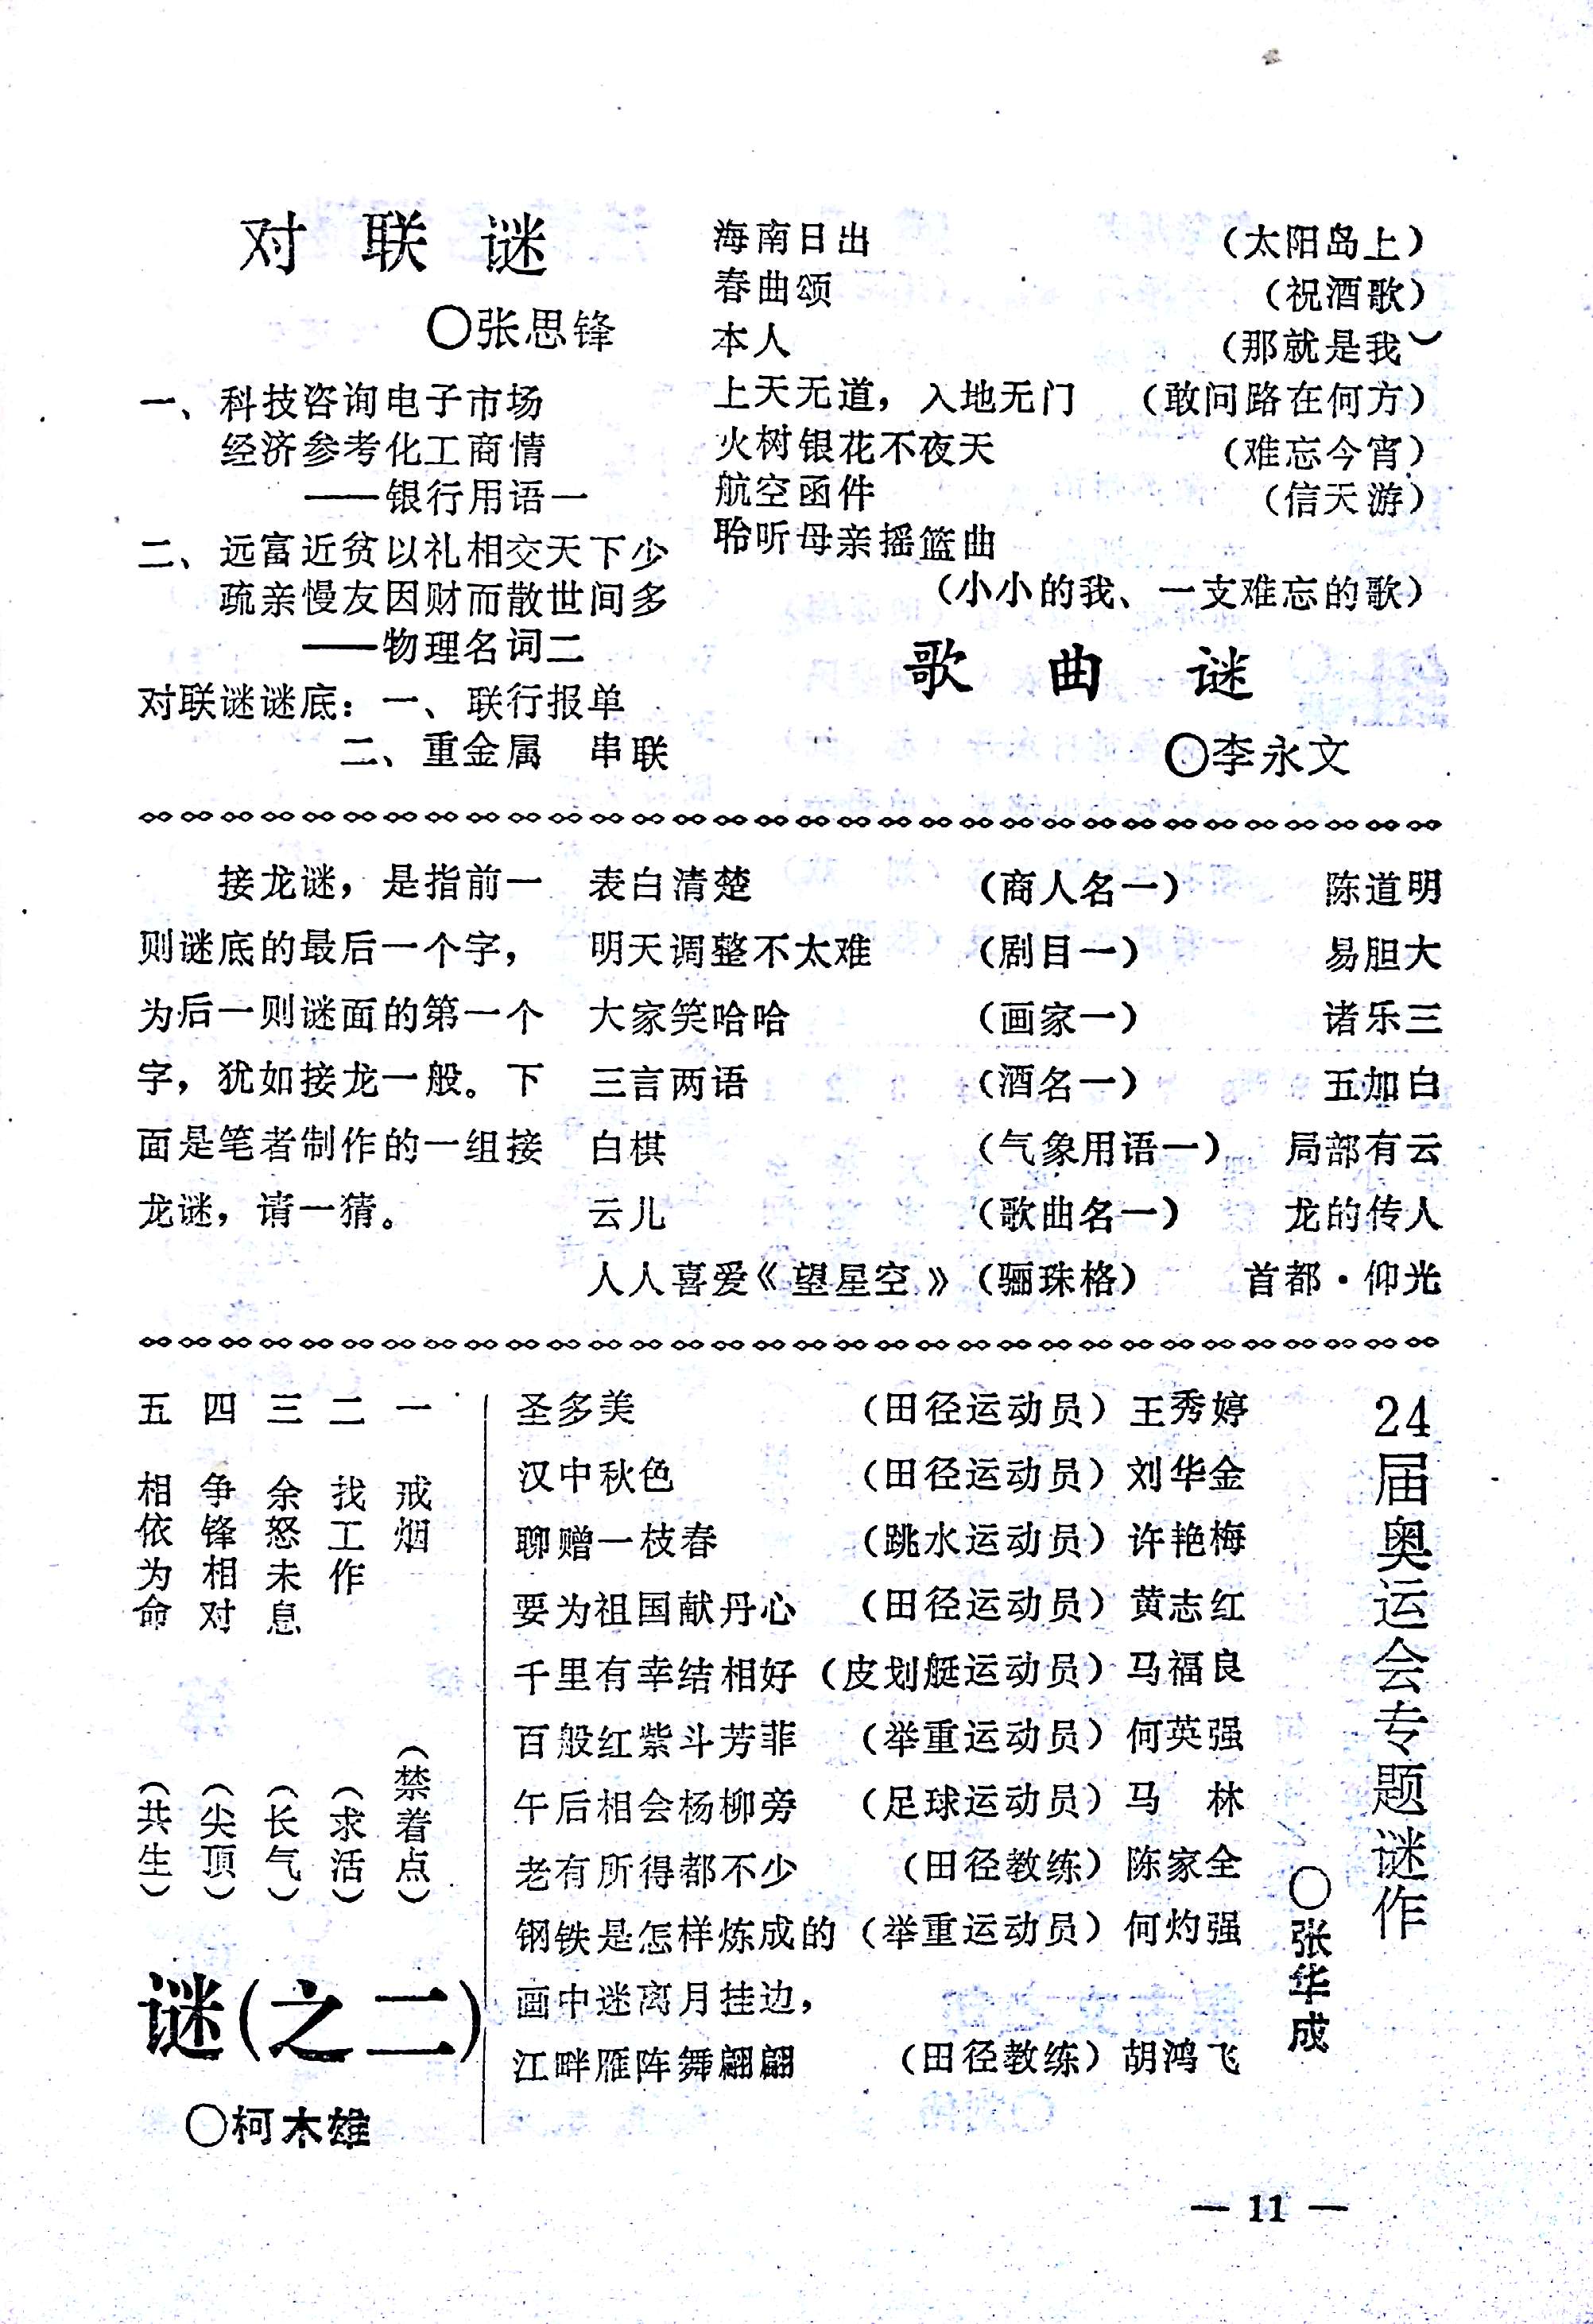 对联谜
○张思锋
一、科技咨询电子市场
经济参考化工商情
——银行用语一
二、远富近贫以礼相交天下少
疏亲慢友因财而散世间多
——物理名词二
对联谜谜底：一、联行报单
二、重金属　串联
海南日出（太阳岛上）
春曲颂（祝酒歌）
本人（那就是我）
上天无道，入地无门（敢问路在何方）
火树银花不夜天（难忘今宵）
航空函件（信天游）
聆听母亲摇篮曲
（小小的我、一支难忘的歌）
歌曲谜
○李永文
接龙谜，是指前一
则谜底的最后一个字，
为后一则谜面的第一个
字，犹如接龙一般。下
面是笔者制作的一组接
龙谜，请一猜。
表白清楚（商人名一）陈道明
明天调整不太难（剧目一）易胆大
大家笑哈哈（画家一）诸乐三
三言两语（酒名一）五加白
白棋（气象用语一）局部有云
云儿（歌曲名一）龙的传人
人人喜爱《望星空》（骊珠格）首都·仰光
24届奥运会专题谜作
○张华成
圣多美（田径运动员）王秀婷
汉中秋色（田径运动员）刘华金
聊赠一枝春（跳水运动员）许艳梅
要为祖国献丹心（田径运动员）黄志红
千里有幸结相好（皮划艇运动员）马福良
百般红紫斗芳菲（举重运动员）何英强
午后相会杨柳旁（足球运动员）马　林
老有所得都不少（田径教练）陈家全
钢铁是怎样炼成的（举重运动员）何灼强
画中迷离月挂边，
江畔雁阵舞翩翩（田径教练）胡鸿飞
一　戒烟（禁着点）
二　找工作（求活）
三　余怒未息（长气）
四　争锋相对（尖顶）
五　相依为命（共生）
谜（之二）
○柯木雄
— 11 —